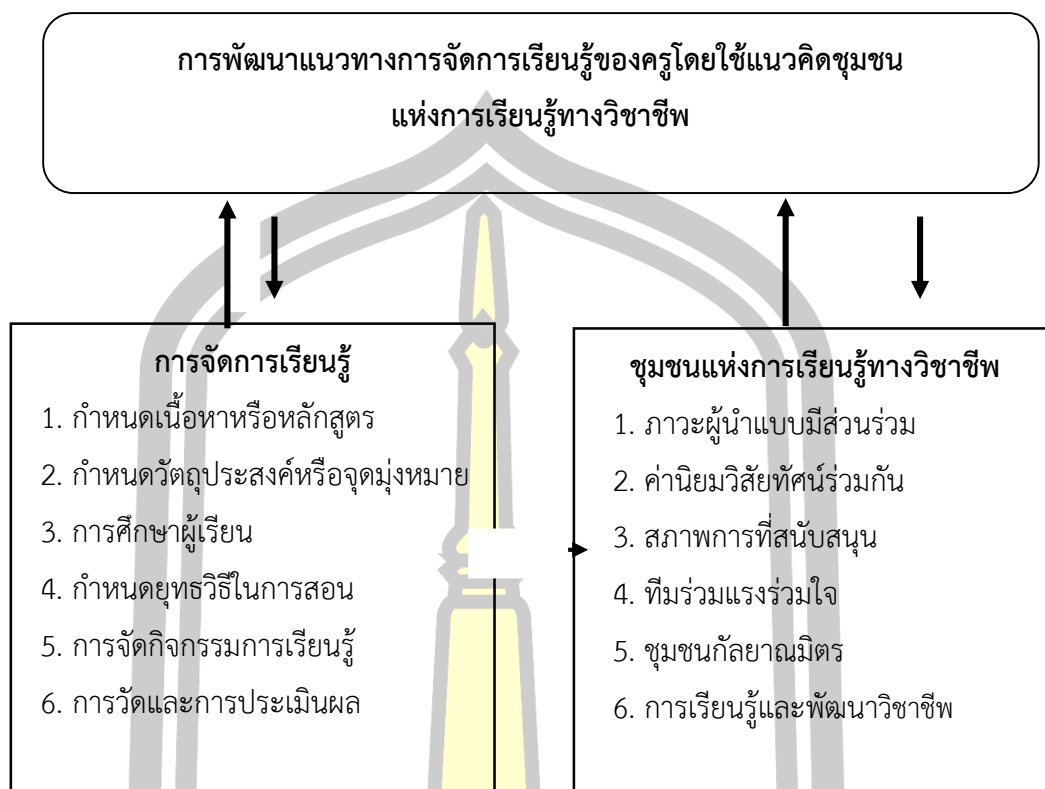 การพัฒนาแนวทางการจัดการเรียนรู้ของครูโดยใช้แนวคิดชุมชน
แห่งการเรียนรู้ทางวิชาชีพ
การจัดการเรียนรู้
1. กำหนดเนื้อหาหรือหลักสูตร
2. กำหนดวัตถุประสงค์หรือจุดมุ่งหมาย
3. การศึกษาผู้เรียน
4. กำหนดยุทธวิธีในการสอน
5. การจัดกิจกรรมการเรียนรู้
6. การวัดและการประเมินผล
ชุมชนแห่งการเรียนรู้ทางวิชาชีพ
1. ภาวะผู้นำแบบมีส่วนร่วม
2. ค่านิยมวิสัยทัศน์ร่วมกัน
3. สภาพการที่สนับสนุน
4. ทีมร่วมแรงร่วมใจ
5. ชุมชนกัลยาณมิตร
6. การเรียนรู้และพัฒนาวิชาชีพ